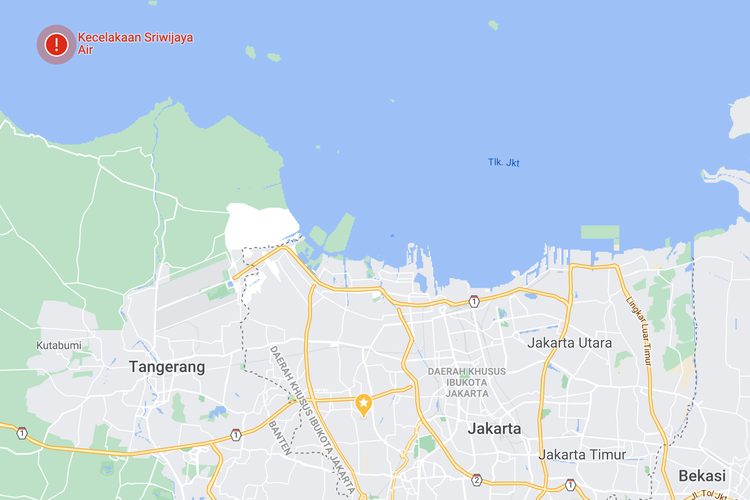 Kecelakaan Sriwijaya
Air
Tlk. Jkt
1
Lingkar Luar Timur
Kutabumi
Jakarta Utara
Tangerang
DAERAH KHUSUS
IBUKOTA
JAKARTA
DAERAH KHUSUS IBUKOTA JAKARTA
BANTEN
Jakarta
1
1
Jakarta Timur
Bekasi
2
1
Jl. Tol Jkt